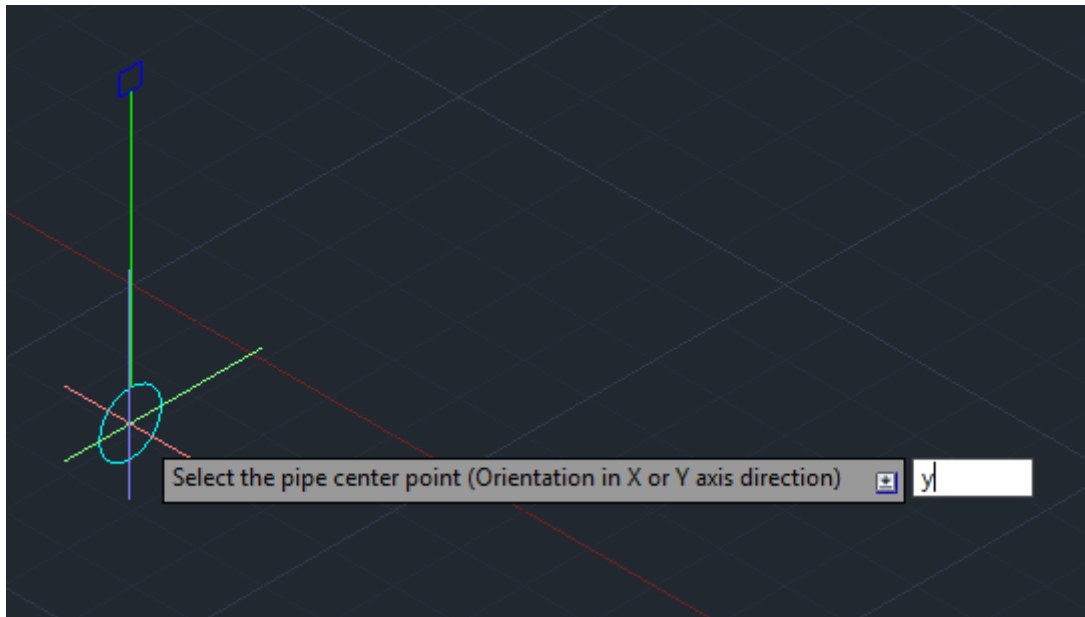 Select the pipe center point (Orientation in X or Y axis direction) y